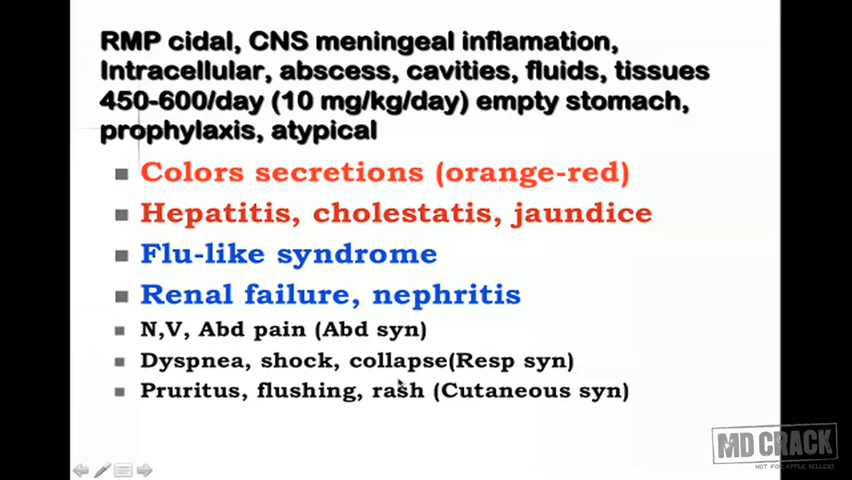 RMP cidal, CNS meningeal inflamation,
Intracellular, abscess, cavities, fluids, tissues
450-600/day (10 mg/kg/day) empty stomach,
prophylaxis, atypical
Colors secretions (orange-red)
Hepatitis, cholestatis, jaundice
Flu-like syndrome
Renal failure, nephritis
N,V, Abd pain (Abd syn)
Dyspnea, shock, collapse(Resp syn)
Pruritus, flushing, rash (Cutaneous syn)
MD CRACK
NOT FOR APPLE SELLERS